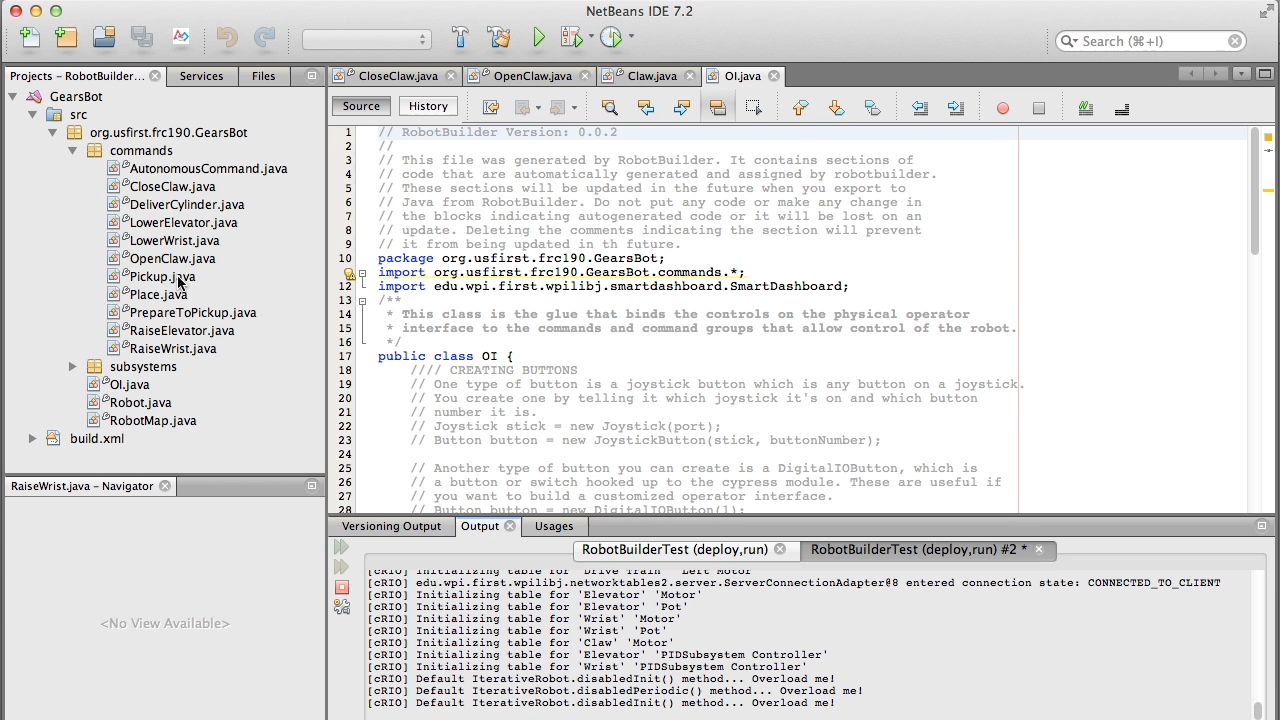 NetBeans IDE 7.2
Search (⌘+I)
Projects – RobotBuilder...
Services
Files
CloseClaw.java
OpenClaw.java
Claw.java
OI.java
Source
History
GearsBot
src
org.usfirst.frc190.GearsBot
commands
AutonomousCommand.java
CloseClaw.java
DeliverCylinder.java
LowerElevator.java
LowerWrist.java
OpenClaw.java
Pickup.java
Place.java
PrepareToPickup.java
RaiseElevator.java
RaiseWrist.java
subsystems
OI.java
Robot.java
RobotMap.java
build.xml
1 // RobotBuilder Version: 0.0.2
2 //
3 // This file was generated by RobotBuilder. It contains sections of
4 // code that are automatically generated and assigned by robotbuilder.
5 // These sections will be updated in the future when you export to
6 // Java from RobotBuilder. Do not put any code or make any change in
7 // the blocks indicating autogenerated code or it will be lost on an
8 // update. Deleting the comments indicating the section will prevent
9 // it from being updated in th future.
10 package org.usfirst.frc190.GearsBot;
import org.usfirst.frc190.GearsBot.commands.*;
12 import edu.wpi.first.wpilibj.smartdashboard.SmartDashboard;
13 /**
14 * This class is the glue that binds the controls on the physical operator
15 * interface to the commands and command groups that allow control of the robot.
16 */
17 public class OI {
18 //// CREATING BUTTONS
19 // One type of button is a joystick button which is any button on a joystick.
20 // You create one by telling it which joystick it's on and which button
21 // number it is.
22 // Joystick stick = new Joystick(port);
23 // Button button = new JoystickButton(stick, buttonNumber);
24
25 // Another type of button you can create is a DigitalIOButton, which is
26 // a button or switch hooked up to the cypress module. These are useful if
27 // you want to build a customized operator interface.
28 // Button button = new DigitalIOButton(1);
RaiseWrist.java – Navigator
<No View Available>
Versioning Output
Output
Usages
RobotBuilderTest (deploy,run)
RobotBuilderTest (deploy,run) #2 *
[cRIO] Initializing table for 'Drive Train' 'Left Motor'
[cRIO] edu.wpi.first.wpilibj.networktables2.server.ServerConnectionAdapter@8 entered connection state: CONNECTED_TO_CLIENT
[cRIO] Initializing table for 'Elevator' 'Motor'
[cRIO] Initializing table for 'Elevator' 'Pot'
[cRIO] Initializing table for 'Wrist' 'Motor'
[cRIO] Initializing table for 'Wrist' 'Pot'
[cRIO] Initializing table for 'Claw' 'Motor'
[cRIO] Initializing table for 'Elevator' 'PIDSubsystem Controller'
[cRIO] Initializing table for 'Wrist' 'PIDSubsystem Controller'
[cRIO] Default IterativeRobot.disabledInit() method... Overload me!
[cRIO] Default IterativeRobot.disabledPeriodic() method... Overload me!
[cRIO] Default IterativeRobot.disabledInit() method... Overload me!